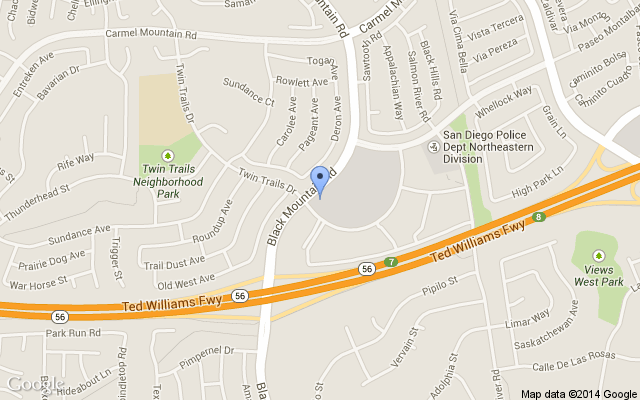 Carmel Mountain Rd
Entreken Ave
Bavarian Dr
Twin Trails Dr
Sundance Ct
Togan Ave
Rowlett Ave
Carolee Ave
Pageant Ave
Deron Ave
Sawtooth Rd
Appalachian Way
Salmon River Rd
Black Hills Rd
Carmel Mountain Rd
Via Cima Bella
Vista Tercera
Via Pereza
Via Monz
Paseo Montalban
Caminito Bolsa
Whellock Way
Grain Ln
San Diego Police
Dept Northeastern
Division
High Park Ln
Rife Way
Twin Trails
Neighborhood
Park
Thunderhead St
Twin Trails Dr
Black Mountain Rd
Sundance Ave
Roundup Ave
Prairie Dog Ave
Trigger St
Trail Dust Ave
War Horse St
Old West Ave
Ted Williams Fwy
56
56
56
7
8
Ted Williams Fwy
56
Views
West Park
Pipilo St
Limar Way
Saskatchewan Ave
Calle De Las Rosas
Vervain St
Adolphia St
Park Run Rd
Pimpernel Dr
Hideabout Ln
Google
Map data ©2014 Google